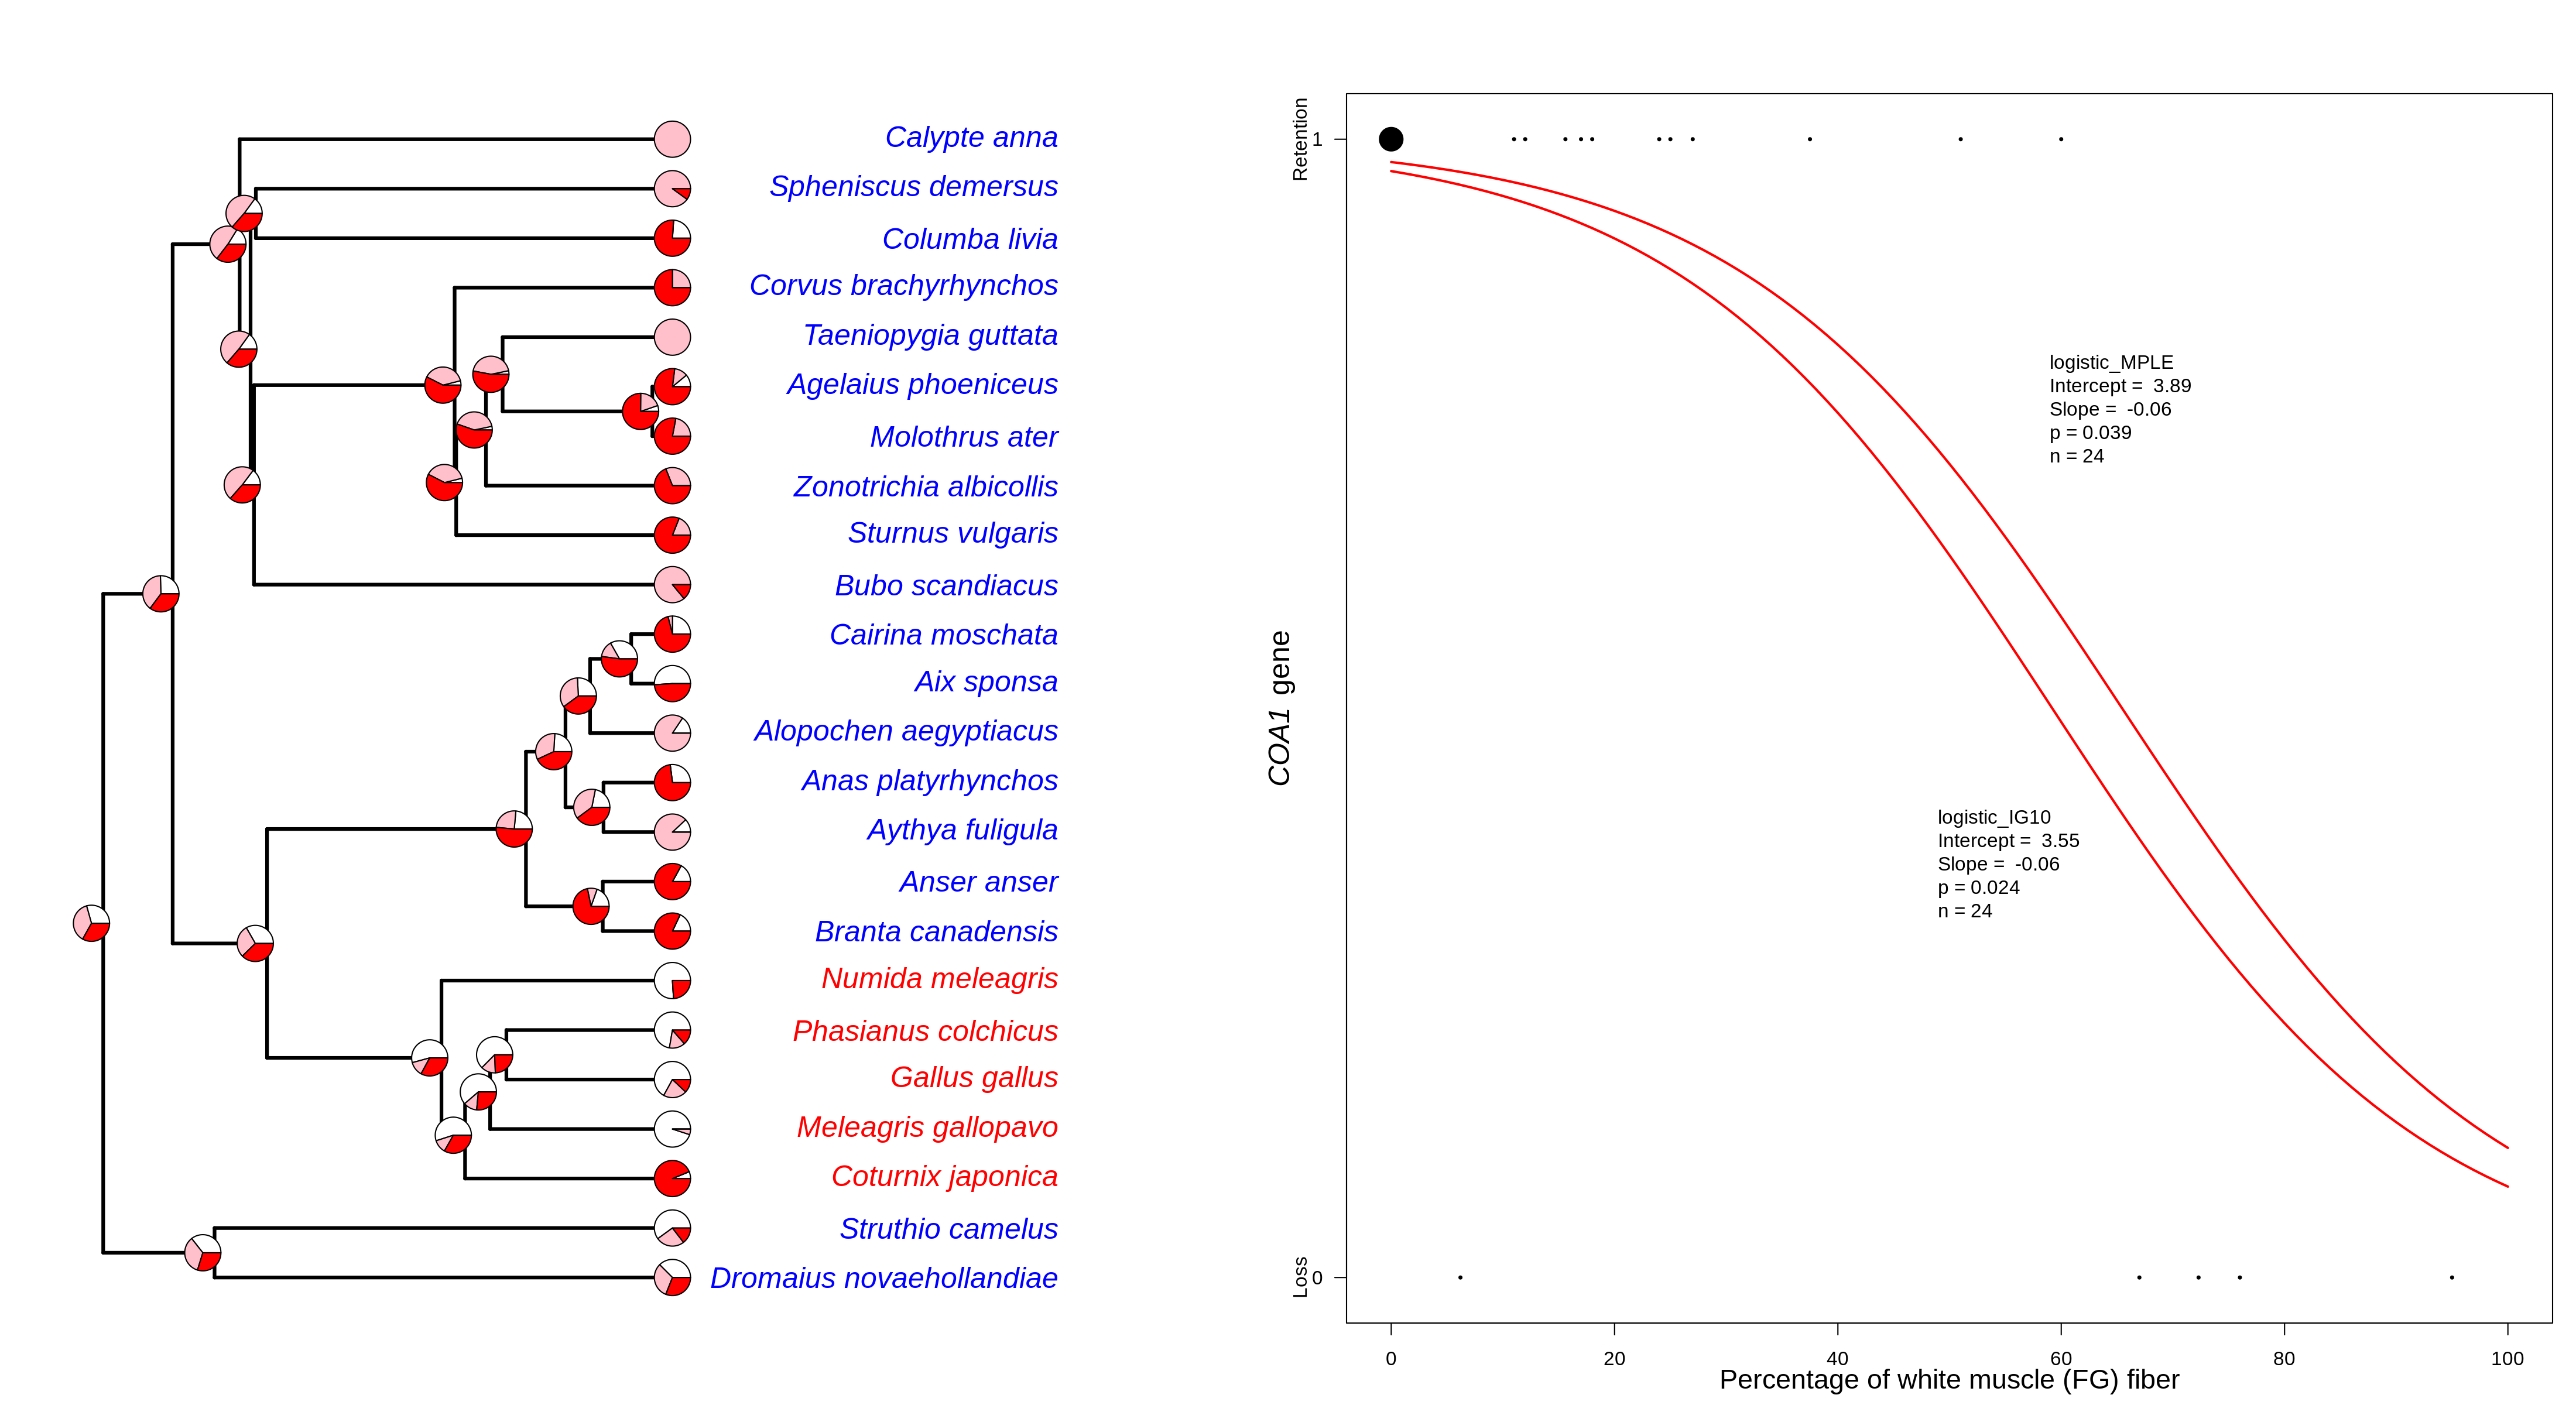 Calypte anna
Spheniscus demersus
Columba livia
Corvus brachyrhynchos
Taeniopygia guttata
Agelaius phoeniceus
Molothrus ater
Zonotrichia albicollis
Sturnus vulgaris
Bubo scandiacus
Cairina moschata
Aix sponsa
Alopochen aegyptiacus
Anas platyrhynchos
Aythya fuligula
Anser anser
Branta canadensis
Numida meleagris
Phasianus colchicus
Gallus gallus
Meleagris gallopavo
Coturnix japonica
Struthio camelus
Dromaius novaehollandiae
Retention
1
COA1 gene
Loss
0
logistic_MPLE
Intercept = 3.89
Slope = -0.06
p = 0.039
n = 24
logistic_IG10
Intercept = 3.55
Slope = -0.06
p = 0.024
n = 24
0 20 40 60 80 100
Percentage of white muscle (FG) fiber